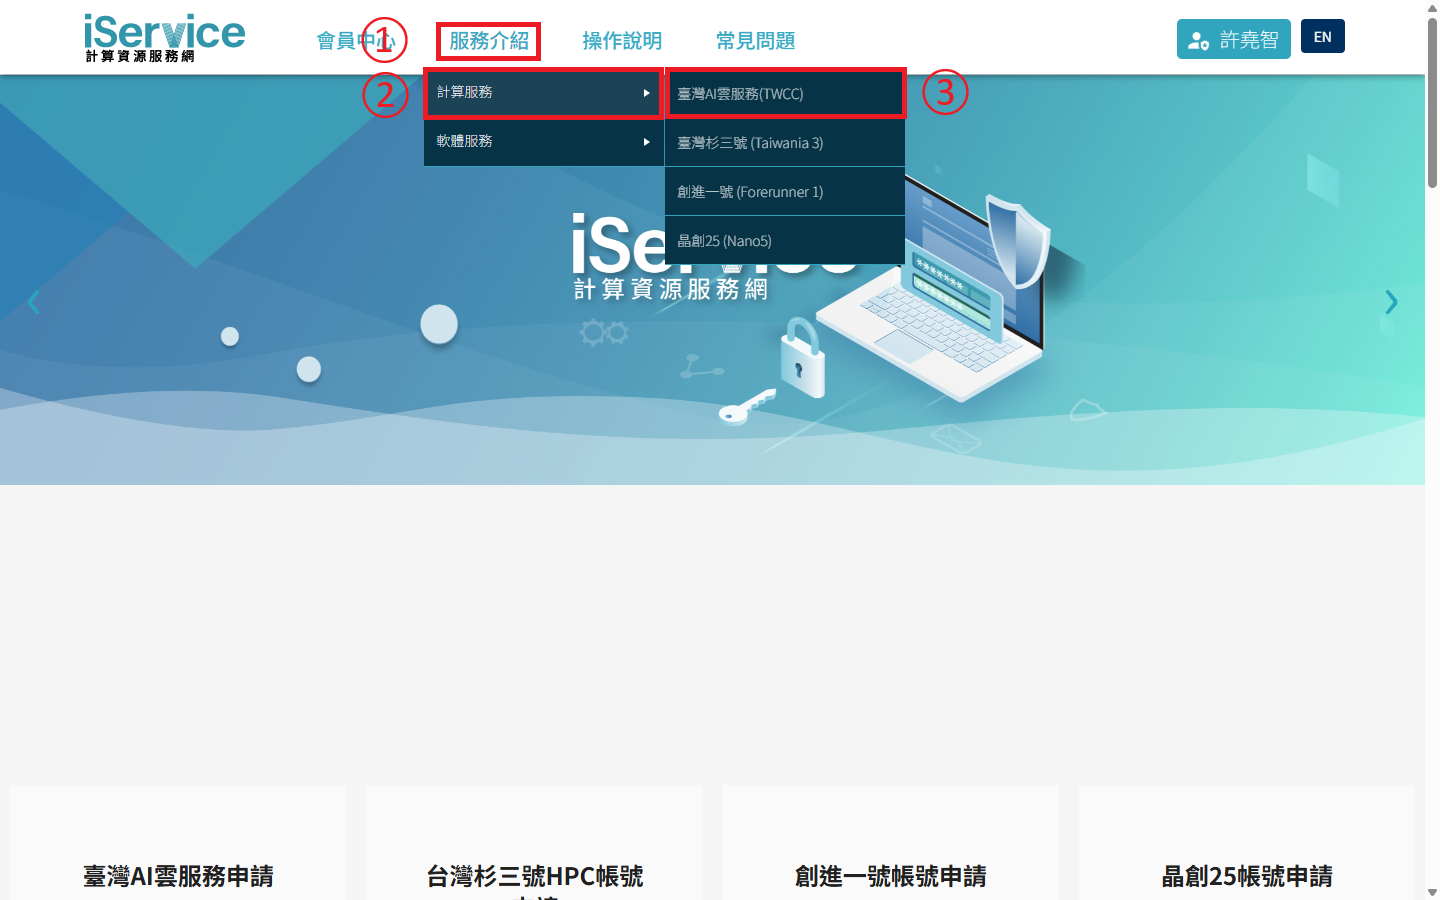 iService
計算資源服務網
會員中心
①
服務介紹
操作說明
常見問題
許堯智
EN
②
計算服務
軟體服務
臺灣AI雲服務(TWCC)
③
臺灣杉三號 (Taiwania 3)
創進一號 (Forerunner 1)
晶創25 (Nano5)
iService
計算資源服務網
*******
*******
臺灣AI雲服務申請
台灣杉三號HPC帳號
申請
創進一號帳號申請
晶創25帳號申請